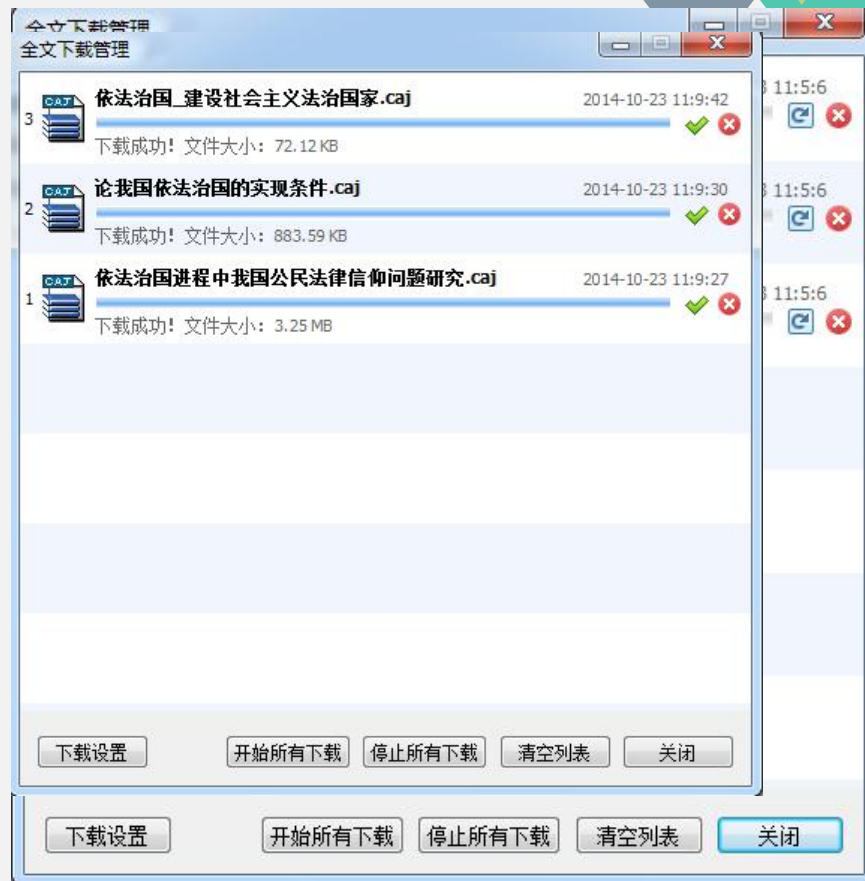 全文下载管理
全文下载管理
CAJ
依法治国_建设社会主义法治国家.caj
2014-10-23 11:9:42
3
下载成功! 文件大小: 72.12 KB
CAJ
论我国依法治国的实现条件.caj
2014-10-23 11:9:30
2
下载成功! 文件大小: 883.59 KB
CAJ
依法治国进程中我国公民法律信仰问题研究.caj
2014-10-23 11:9:27
1
下载成功! 文件大小: 3.25 MB
3 11:5:6
3 11:5:6
3 11:5:6
下载设置
开始所有下载
停止所有下载
清空列表
关闭
下载设置
开始所有下载
停止所有下载
清空列表
关闭